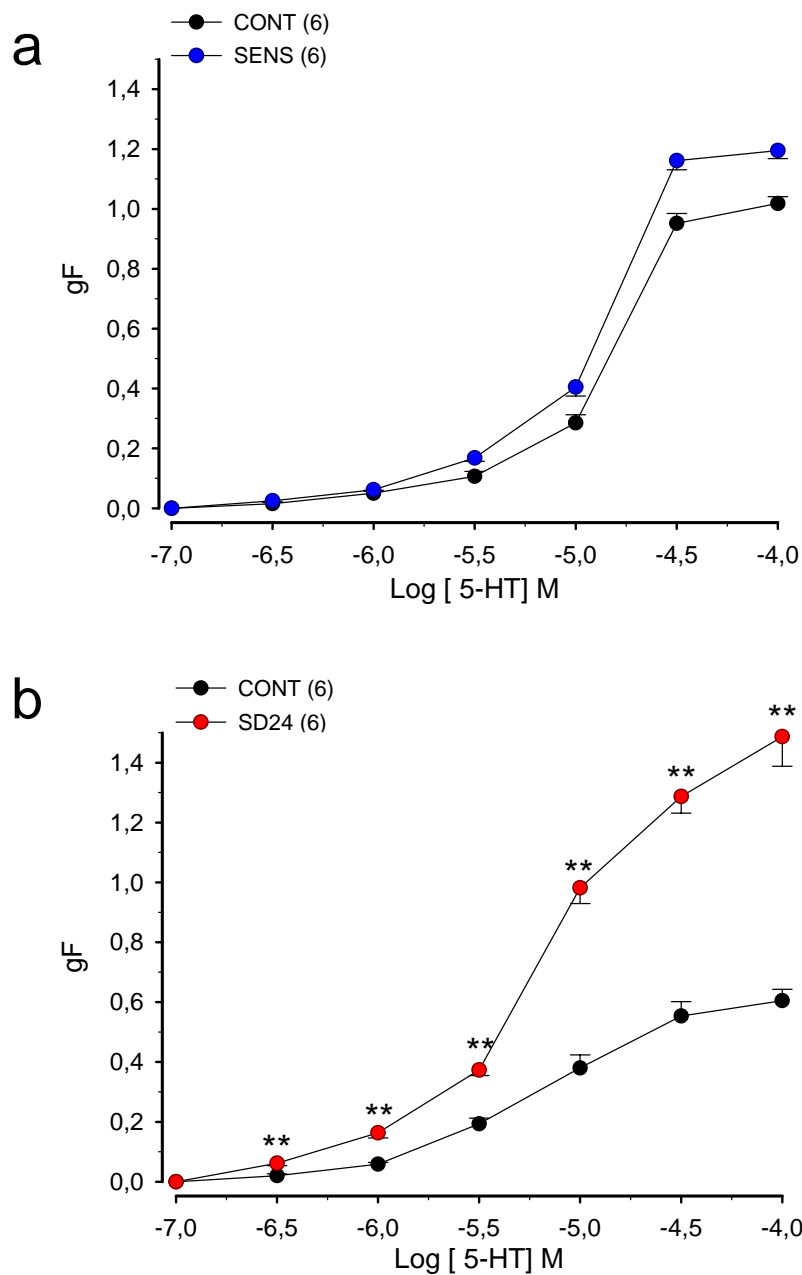 a
CONT (6)
SENS (6)
1,4
1,2
1,0
0,8
0,6
0,4
0,2
0,0
gF
-7,0 -6,5 -6,0 -5,5 -5,0 -4,5 -4,0
Log [ 5-HT] M
b
CONT (6)
SD24 (6)
1,4
1,2
1,0
0,8
0,6
0,4
0,2
0,0
gF
**
**
**
**
**
**
-7,0 -6,5 -6,0 -5,5 -5,0 -4,5 -4,0
Log [ 5-HT] M